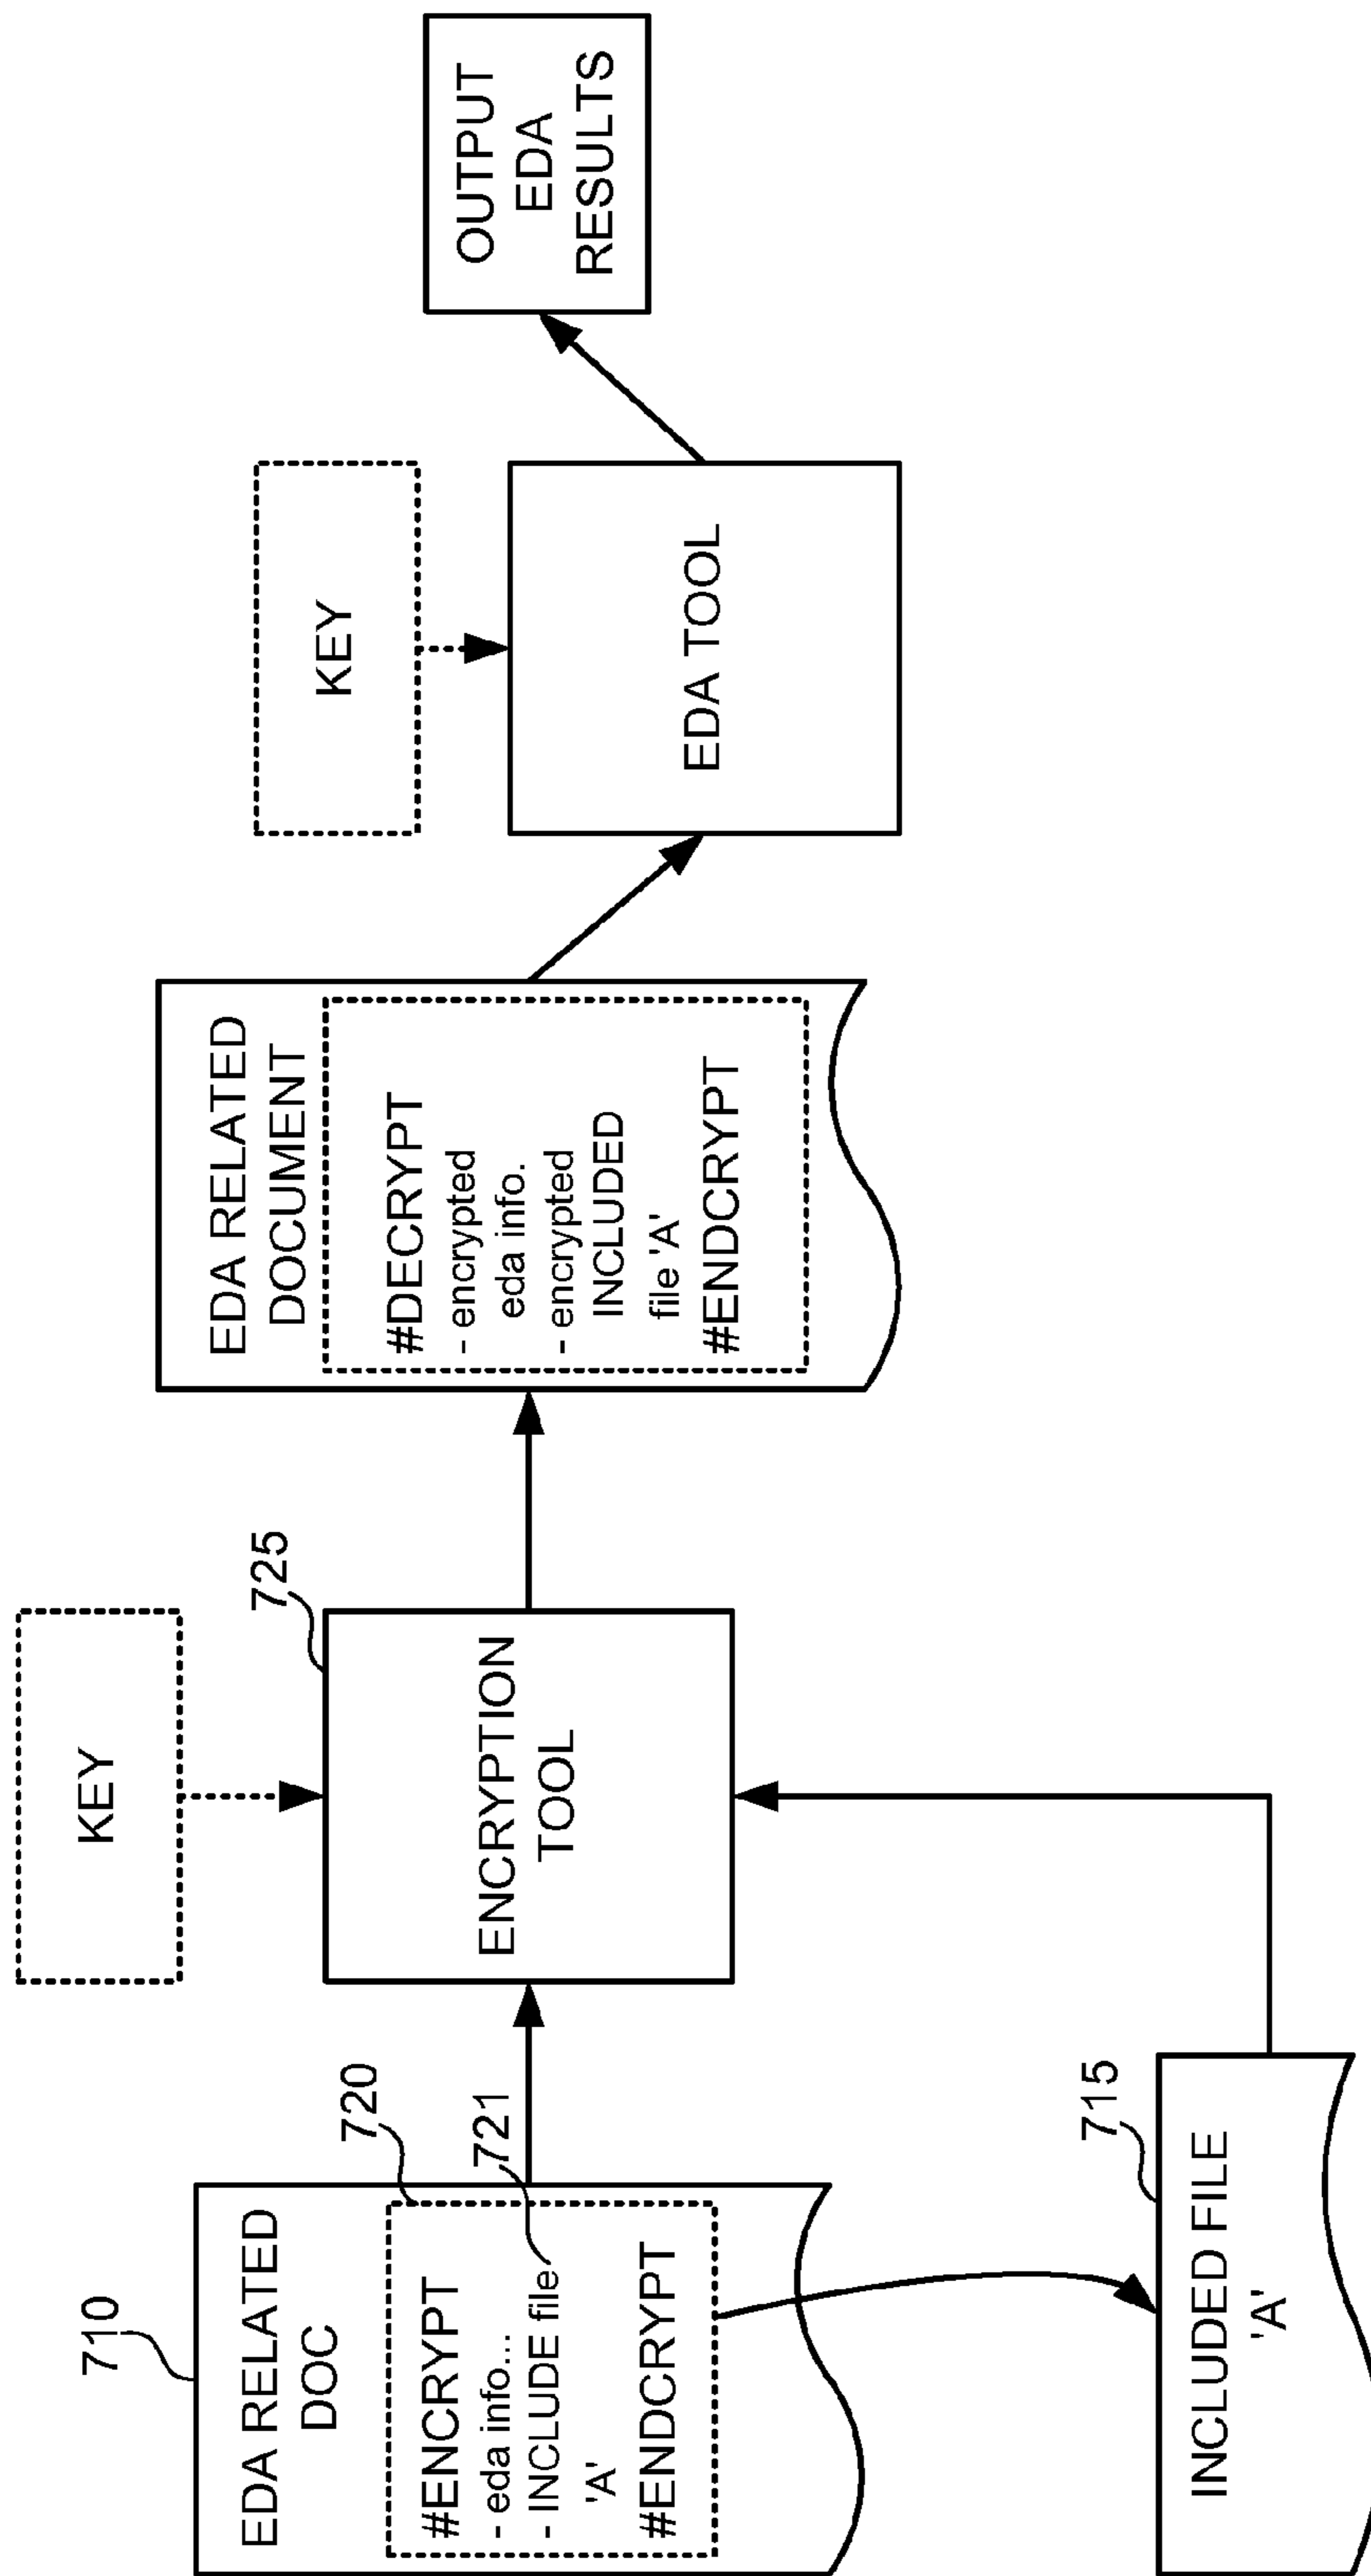 710
EDA RELATED
DOC
720
#ENCRYPT
- eda info...
721
- INCLUDE file
'A'
#ENDCRYPT
715
INCLUDED FILE
'A'
KEY
725
ENCRYPTION
TOOL
EDA RELATED
DOCUMENT
#DECRYPT
- encrypted
eda info.
- encrypted
INCLUDED
file 'A'
#ENDCRYPT
KEY
EDA TOOL
OUTPUT
EDA
RESULTS